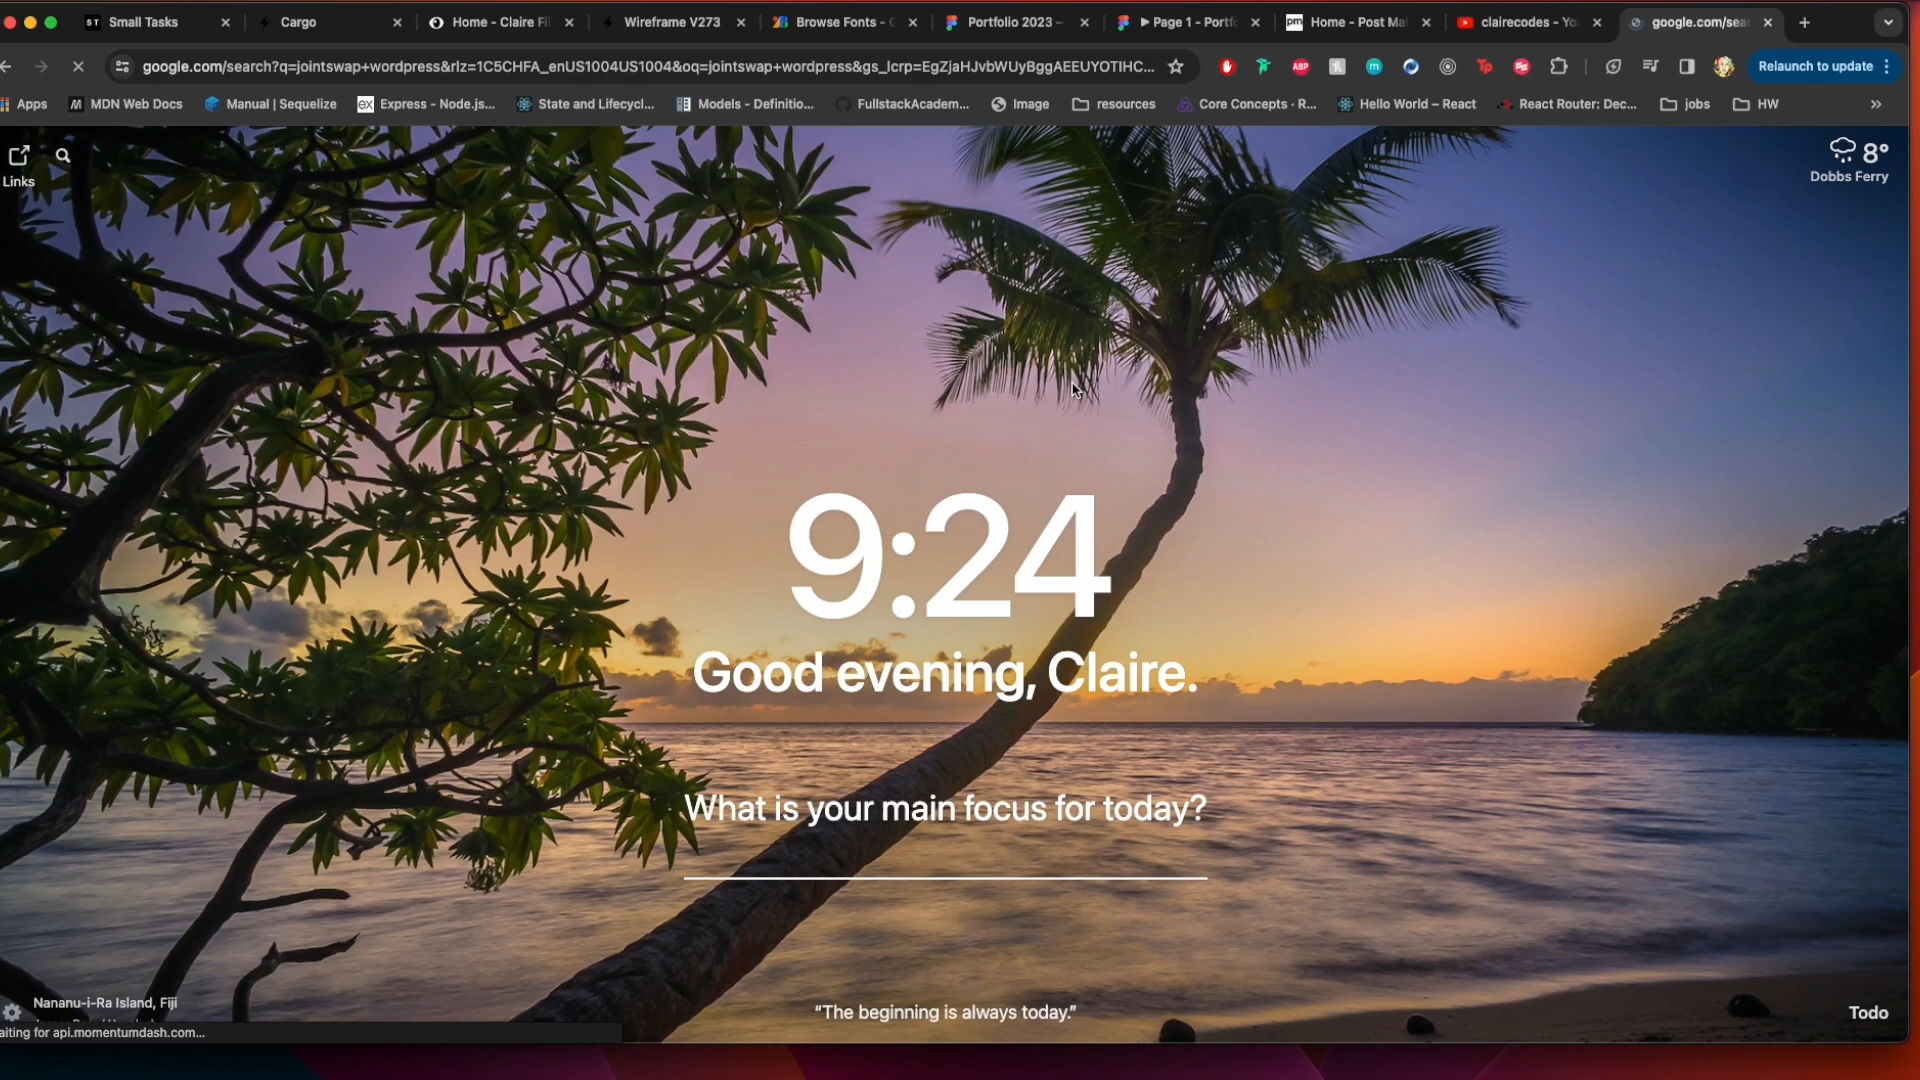 Small Tasks
Cargo
Home - Claire Fi
Wireframe V273
Browse Fonts -
Portfolio 2023 -
Page 1 - Portf
pm Home - Post Ma
clairecodes - Yo
google.com/sea
google.com/search?q=jointswap+wordpress&rlz=1C5CHFA_enUS1004US1004&oq=jointswap+wordpress&gs_lcrp=EgZjaHJvbWUyBggAEEUYOTIHC...
ABP
Relaunch to update
Apps
MDN Web Docs
Manual | Sequelize
ex Express - Node.js...
State and Lifecycl...
Models - Definitio...
FullstackAcadem...
Image
resources
Core Concepts · R...
Hello World – React
React Router: Dec...
jobs
HW
Links
8°
Dobbs Ferry
9:24
Good evening, Claire.
What is your main focus for today?
Nananu-i-Ra Island, Fiji
“The beginning is always today.”
Todo
aiting for api.momentumdash.com...